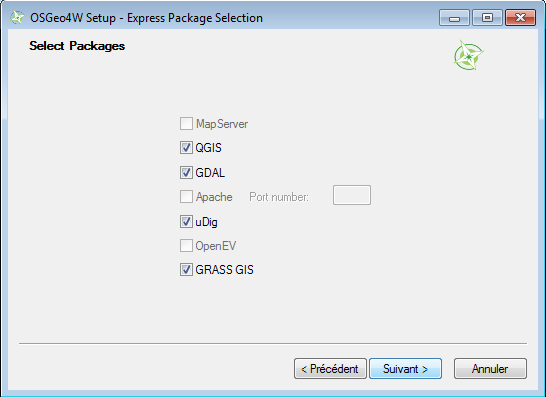 OSGeo4W Setup - Express Package Selection
Select Packages
MapServer
QGIS
GDAL
Apache Port number:
uDig
OpenEV
GRASS GIS
< Précédent Suivant > Annuler